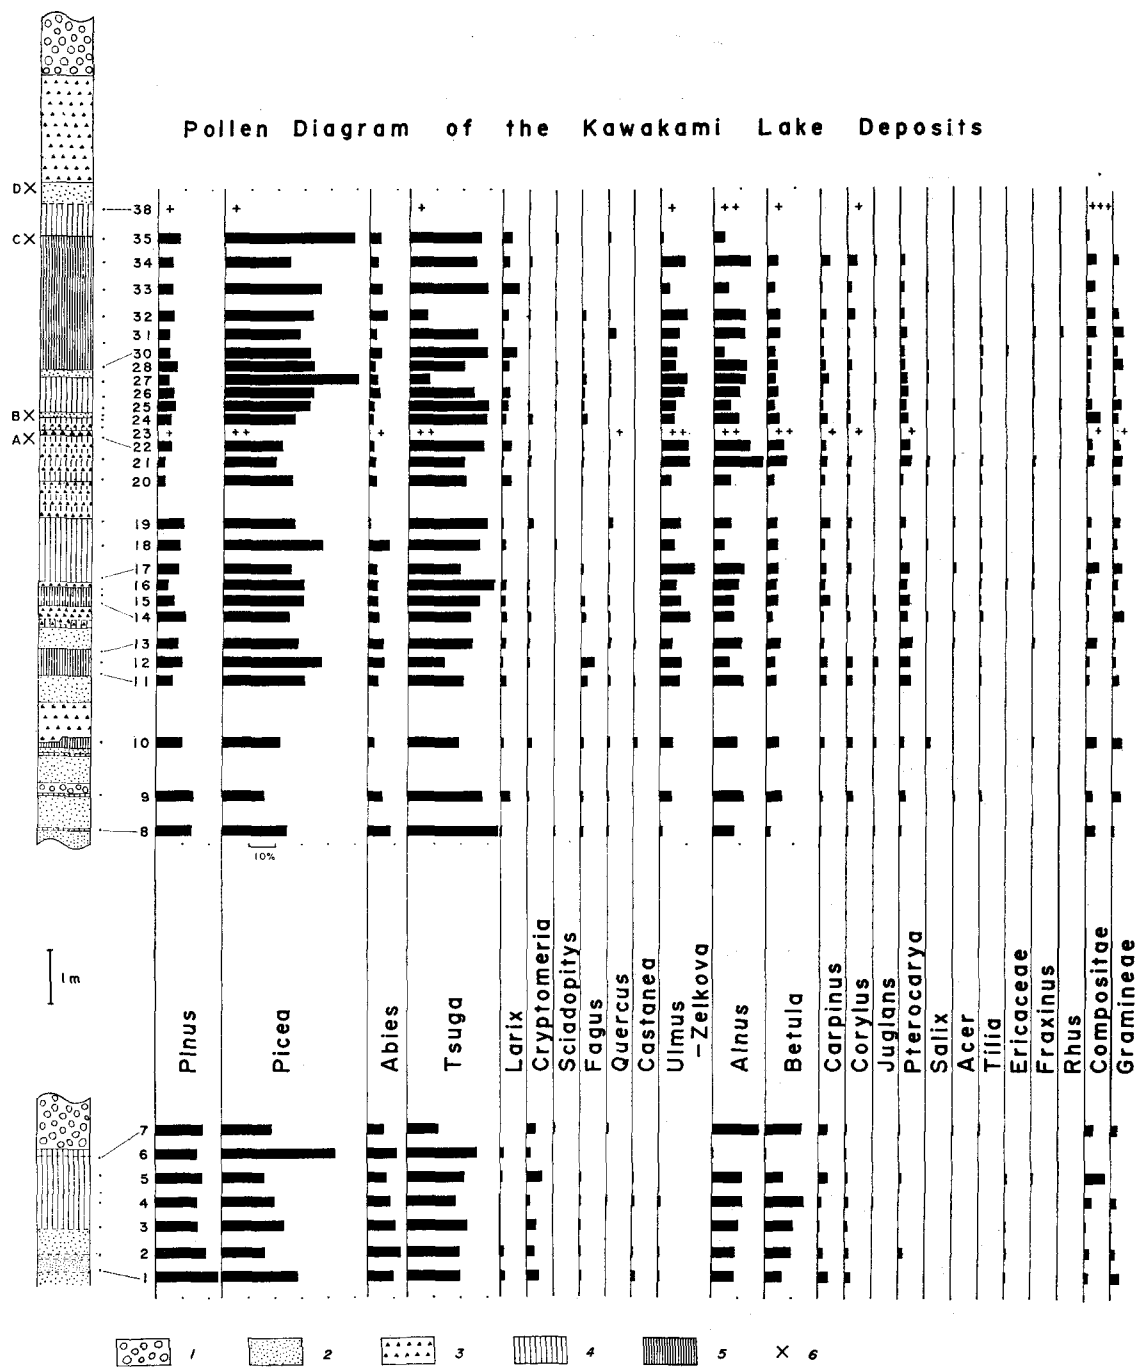 Pollen Diagram of the Kawakami Lake Deposits
D X
38 + + + + ++ + + +++
C X 35
34
33
32
31
30
28
27
26
25
B X 24
A X 23 + ++ + ++ + ++ ++ ++ + + + + +
22
21
20
19
18
17
16
15
14
13
12
11
10
9
8
10%
1m
Pinus
Picea
Abies
Tsuga
Larix
Cryptomeria
Sciadopitys
Fagus
Quercus
Castanea
Ulmus
-Zelkova
Alnus
Betula
Carpinus
Corylus
Juglans
Pterocarya
Salix
Acer
Tilia
Ericaceae
Fraxinus
Rhus
Compositae
Gramineae
7
6
5
4
3
2
1
1 2 3 4 5 X 6